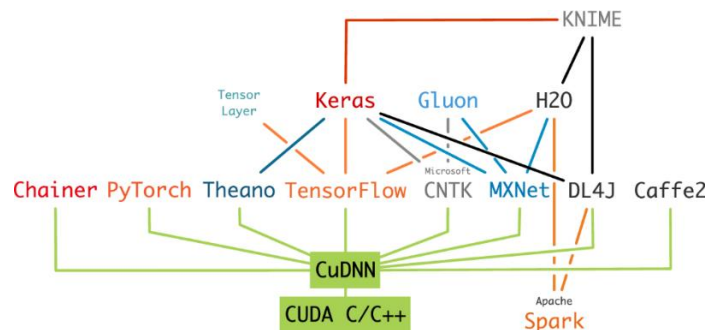 KNIME
Tensor
Layer
Keras
Gluon
H2O
Chainer
PyTorch
Theano
TensorFlow
Microsoft
CNTK
MXNet
DL4J
Caffe2
CuDNN
CUDA C/C++
Apache
Spark